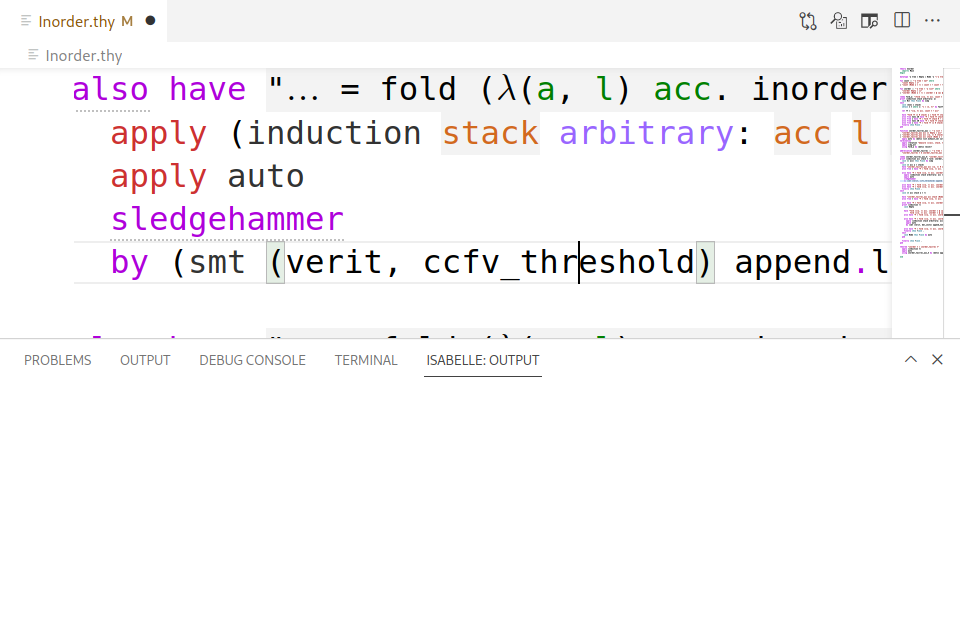 Inorder.thy M
Inorder.thy
also have "... = fold (λ(a, l) acc. inorder
apply (induction stack arbitrary: acc l
apply auto
sledgehammer
by (smt (verit, ccfv_threshold) append.l
PROBLEMS OUTPUT DEBUG CONSOLE TERMINAL ISABELLE: OUTPUT